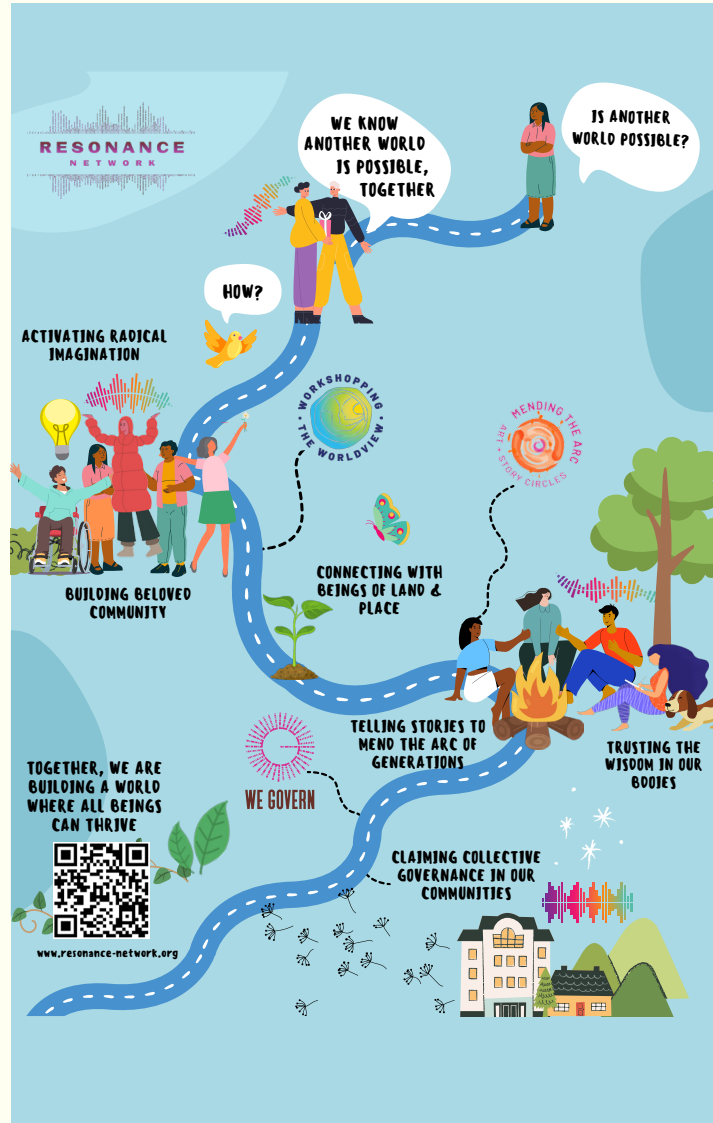 RESONANCE
NETWORK
WE KNOW
ANOTHER WORLD
IS POSSIBLE,
TOGETHER
IS ANOTHER
WORLD POSSIBLE?
HOW?
ACTIVATING RADICAL
IMAGINATION
WORKSHOPPING
• THE WORLDVIEW •
MENDING THE ARC
ART + STORY CIRCLES
CONNECTING WITH
BEINGS OF LAND &
PLACE
BUILDING BELOVED
COMMUNITY
TELLING STORIES TO
MEND THE ARC OF
GENERATIONS
TRUSTING THE
WISDOM IN OUR
BODIES
WE GOVERN
TOGETHER, WE ARE
BUILDING A WORLD
WHERE ALL BEINGS
CAN THRIVE
CLAIMING COLLECTIVE
GOVERNANCE IN OUR
COMMUNITIES
www.resonance-network.org